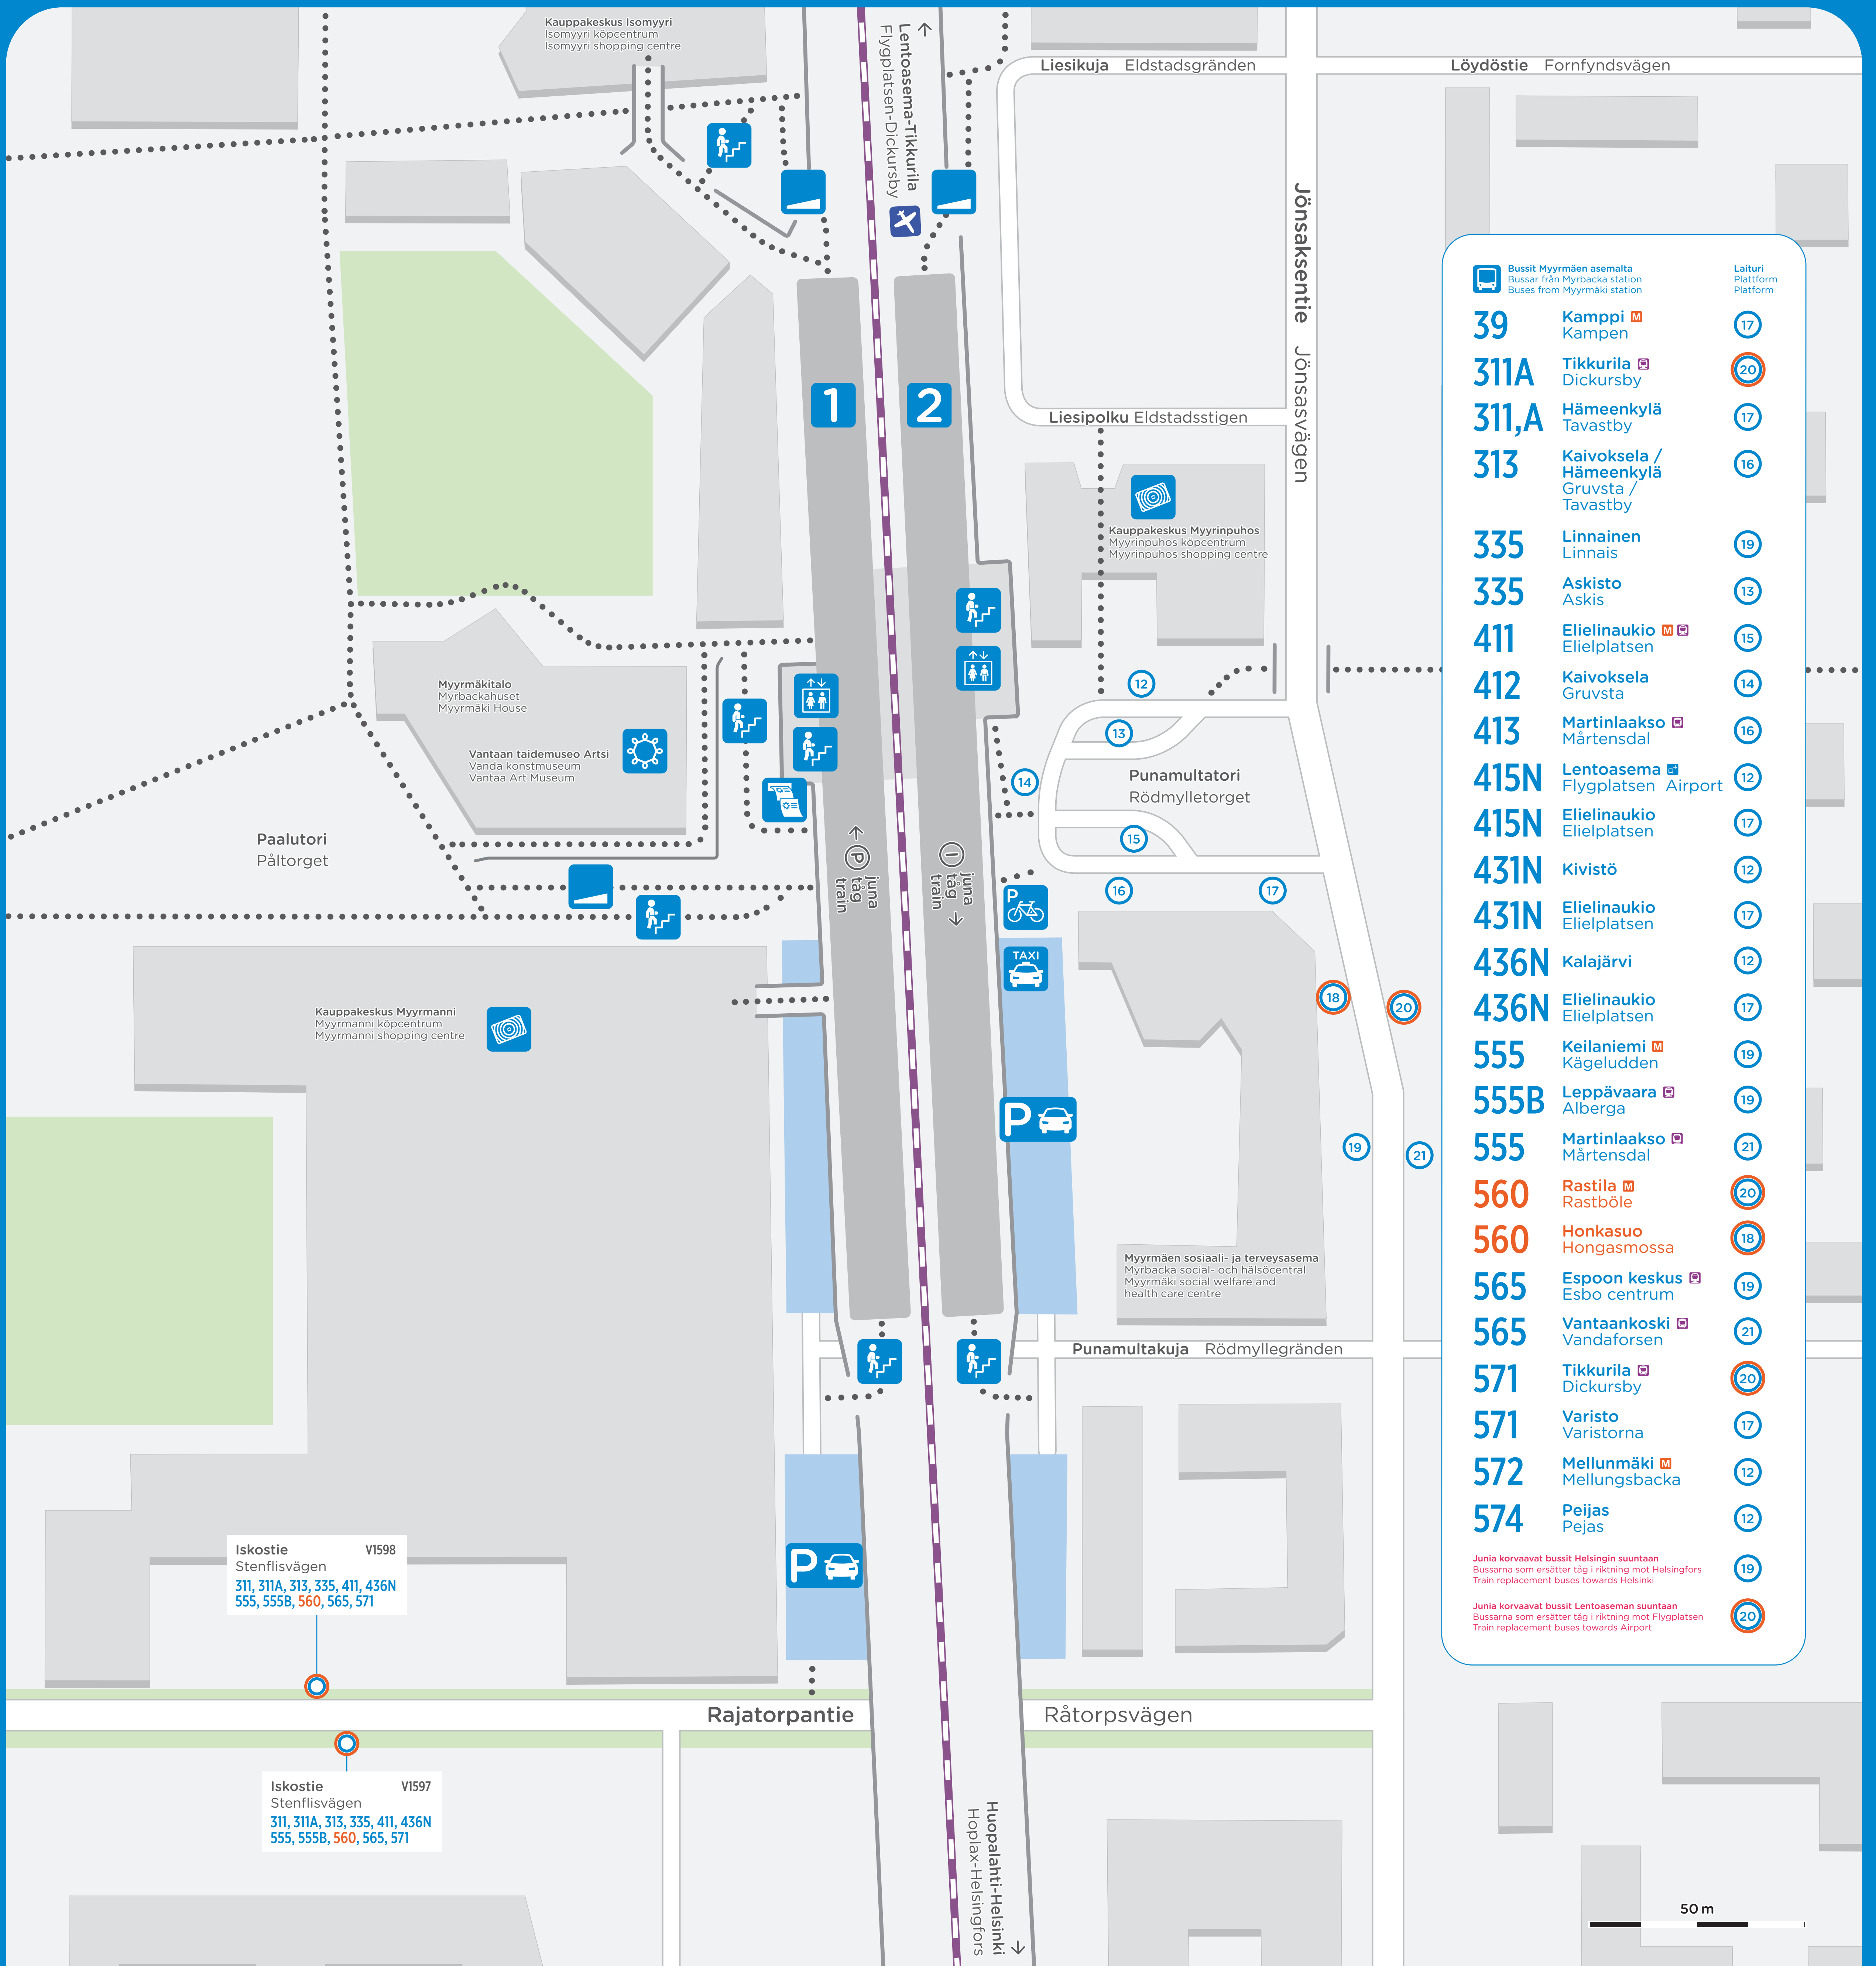 Kauppakeskus Isomyyri
Isomyyri köpcentrum
Isomyyri shopping centre
Lentoasema-Tikkurila
Flygplatsen-Dickursby
Liesikuja Eldstadsgränden
Löydöstie Fornfyndsvägen
Jönsaksentie Jönsasvägen
1
2
Liesipolku Eldstadsstigen
Kauppakeskus Myyrinpuhos
Myyrinpuhos köpcentrum
Myyrinpuhos shopping centre
Myyrmäkitalo
Myrbackahuset
Myyrmäki House
Vantaan taidemuseo Artsi
Vanda konstmuseum
Vantaa Art Museum
Paalutori
Påltorget
12
13
14
Punamultatori
Rödmylletorget
15
16
17
P
juna
tåg
train
I
juna
tåg
train
P
TAXI
Kauppakeskus Myyrmanni
Myyrmanni köpcentrum
Myyrmanni shopping centre
18
20
P
19
21
Myyrmäen sosiaali- ja terveysasema
Myrbacka social- och hälsöcentral
Myyrmäki social welfare and
health care centre
Punamultakuja Rödmyllegränden
P
Iskostie V1598
Stenflisvägen
311, 311A, 313, 335, 411, 436N
555, 555B, 560, 565, 571
Rajatorpantie Råtorpsvägen
Iskostie V1597
Stenflisvägen
311, 311A, 313, 335, 411, 436N
555, 555B, 560, 565, 571
Huopalahti-Helsinki
Hoplax-Helsingfors
50 m
Bussit Myyrmäen asemalta Laituri
Bussar från Myrbacka station Plattform
Buses from Myyrmäki station Platform
39 Kamppi M 17
Kampen
311A Tikkurila 20
Dickursby
311,A Hämeenkylä 17
Tavastby
313 Kaivoksela / 16
Hämeenkylä
Gruvsta /
Tavastby
335 Linnainen 19
Linnais
335 Askisto 13
Askis
411 Elielinaukio M 15
Elielplatsen
412 Kaivoksela 14
Gruvsta
413 Martinlaakso 16
Mårtensdal
415N Lentoasema 12
Flygplatsen Airport
415N Elielinaukio 17
Elielplatsen
431N Kivistö 12
431N Elielinaukio 17
Elielplatsen
436N Kalajärvi 12
436N Elielinaukio 17
Elielplatsen
555 Keilaniemi M 19
Kägeludden
555B Leppävaara 19
Alberga
555 Martinlaakso 21
Mårtensdal
560 Rastila M 20
Rastböle
560 Honkasuo 18
Hongasmossa
565 Espoon keskus 19
Esbo centrum
565 Vantaankoski 21
Vandaforsen
571 Tikkurila 20
Dickursby
571 Varisto 17
Varistorna
572 Mellunmäki M 12
Mellungsbacka
574 Peijas 12
Pejas
Junia korvaavat bussit Helsingin suuntaan 19
Bussarna som ersätter tåg i riktning mot Helsingfors
Train replacement buses towards Helsinki
Junia korvaavat bussit Lentoaseman suuntaan 20
Bussarna som ersätter tåg i riktning mot Flygplatsen
Train replacement buses towards Airport